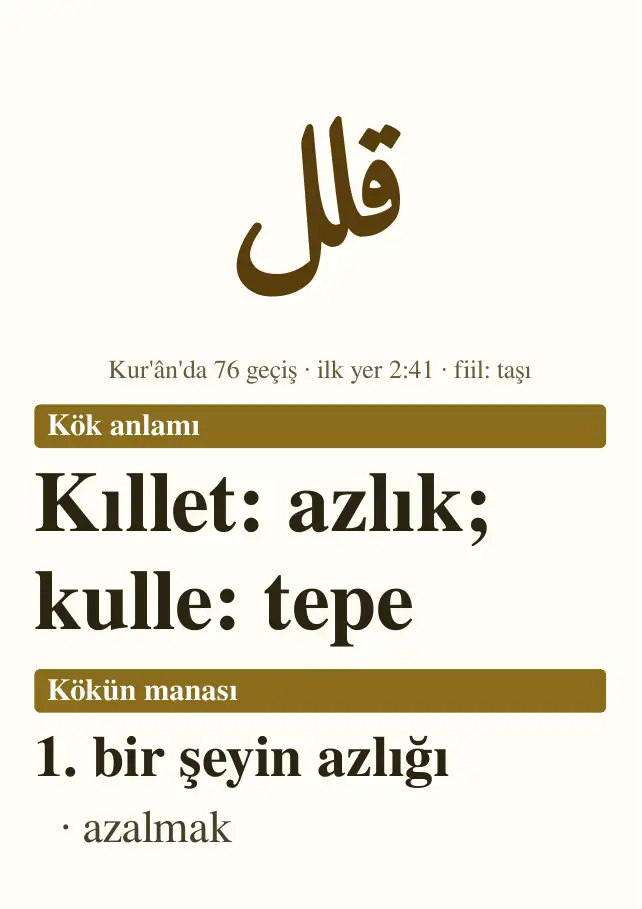 قلل
Kur'ân'da 76 geçiş · ilk yer 2:41 · fiil: taşı
Kök anlamı
Kıllet: azlık;
kulle: tepe
Kökün manası
1. bir şeyin azlığı
· azalmak